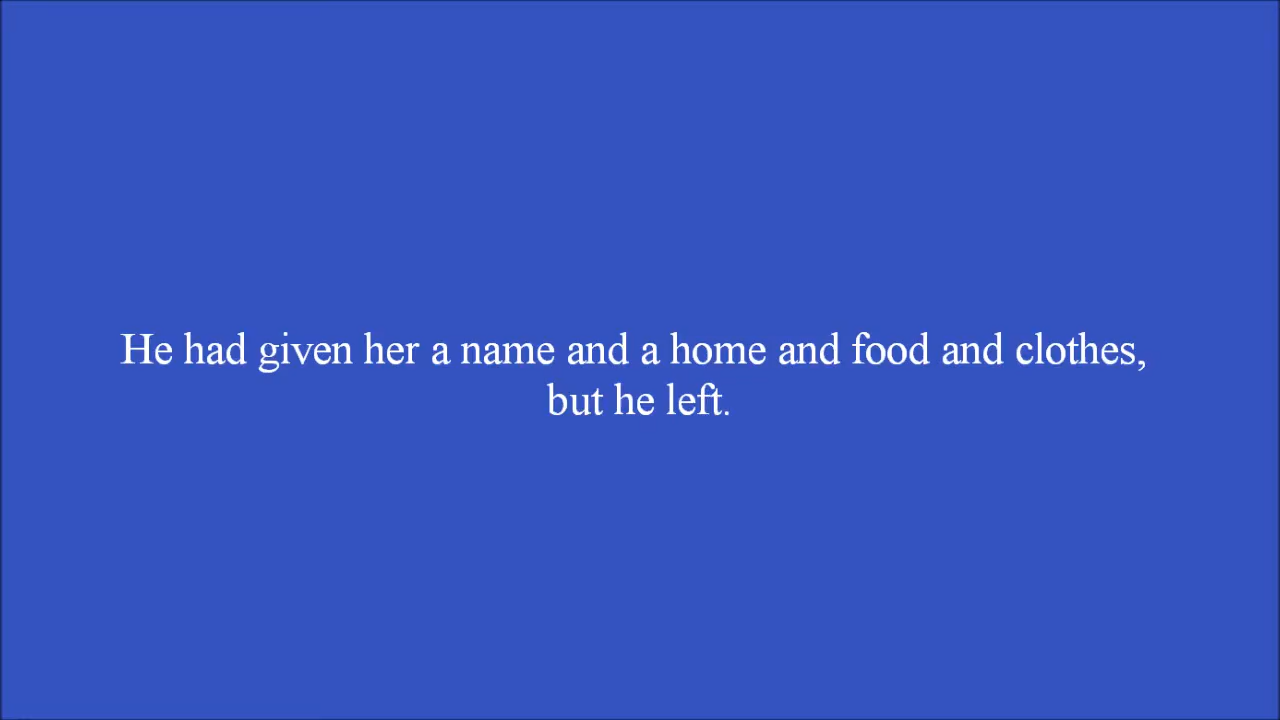 He had given her a name and a home and food and clothes,
but he left.